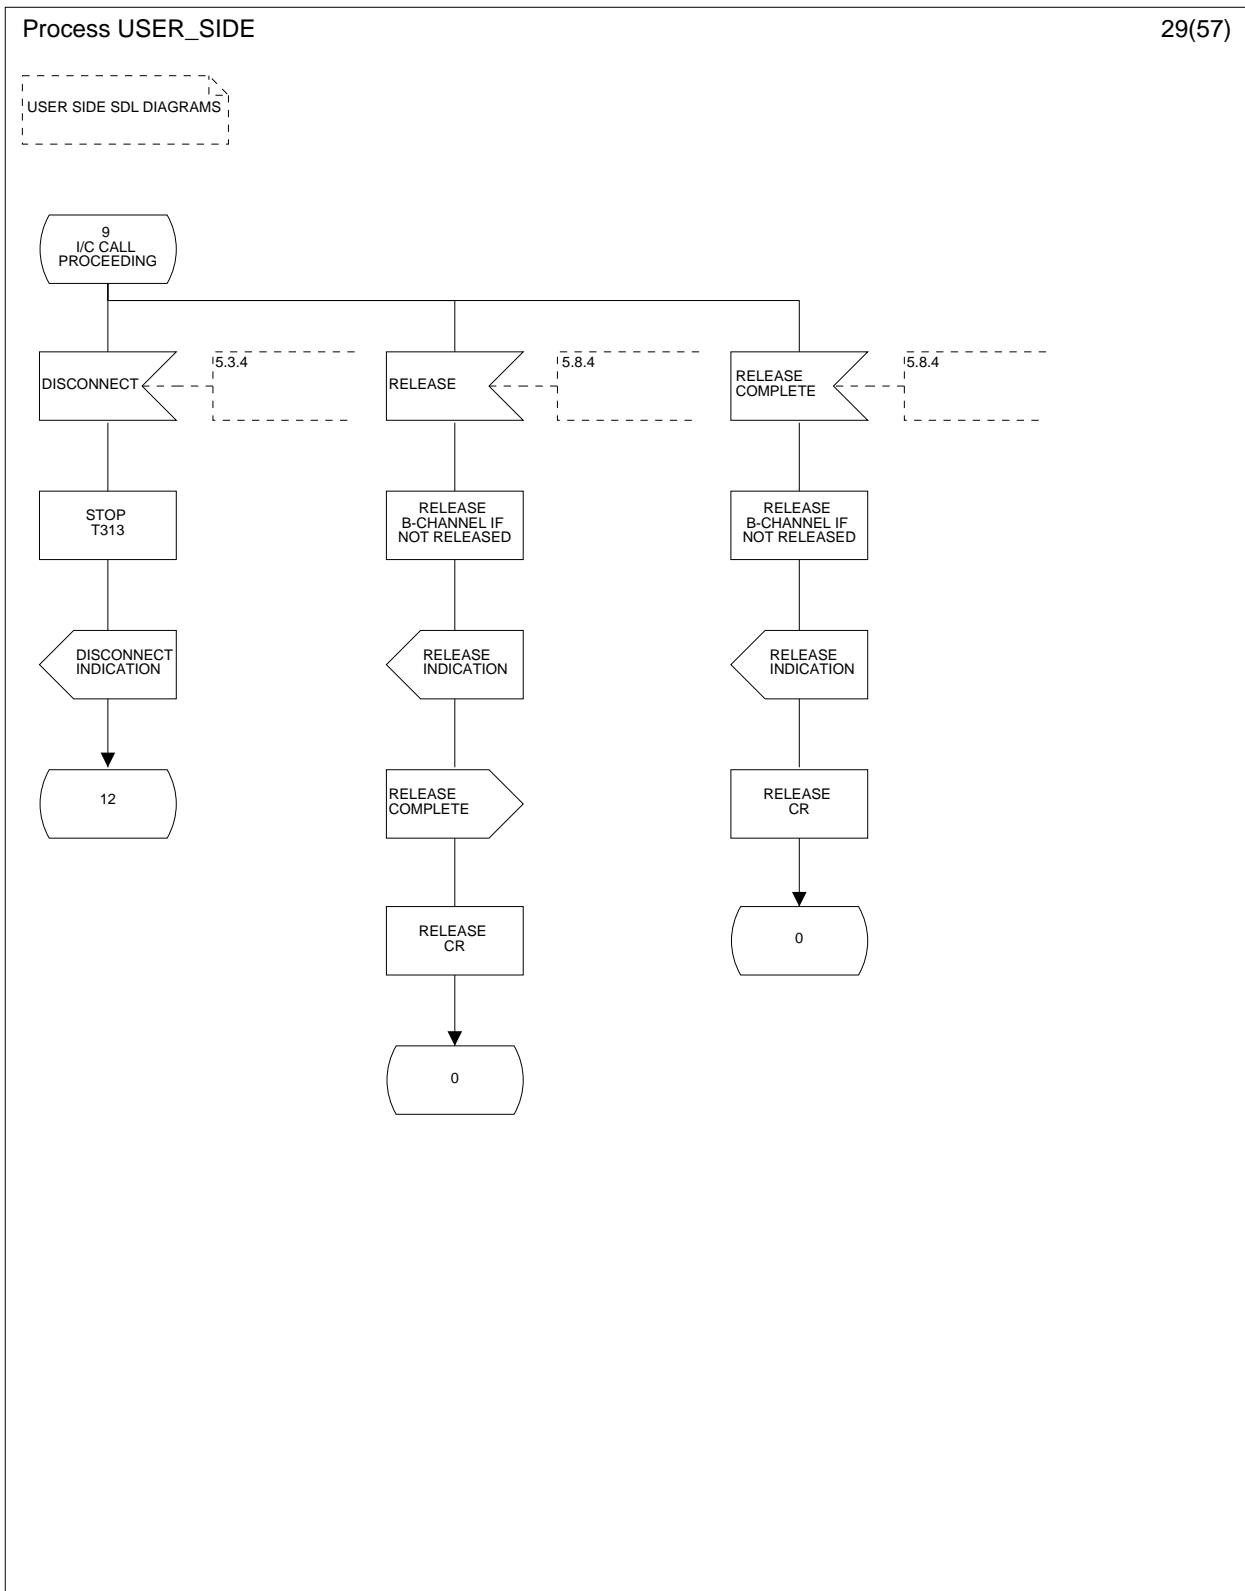 Process USER_SIDE
29(57)
USER SIDE SDL DIAGRAMS
9
I/C CALL
PROCEEDING
DISCONNECT
5.3.4
RELEASE
5.8.4
RELEASE
COMPLETE
5.8.4
STOP
T313
RELEASE
B-CHANNEL IF
NOT RELEASED
RELEASE
B-CHANNEL IF
NOT RELEASED
DISCONNECT
INDICATION
RELEASE
INDICATION
RELEASE
INDICATION
12
RELEASE
COMPLETE
RELEASE
CR
RELEASE
CR
0
0